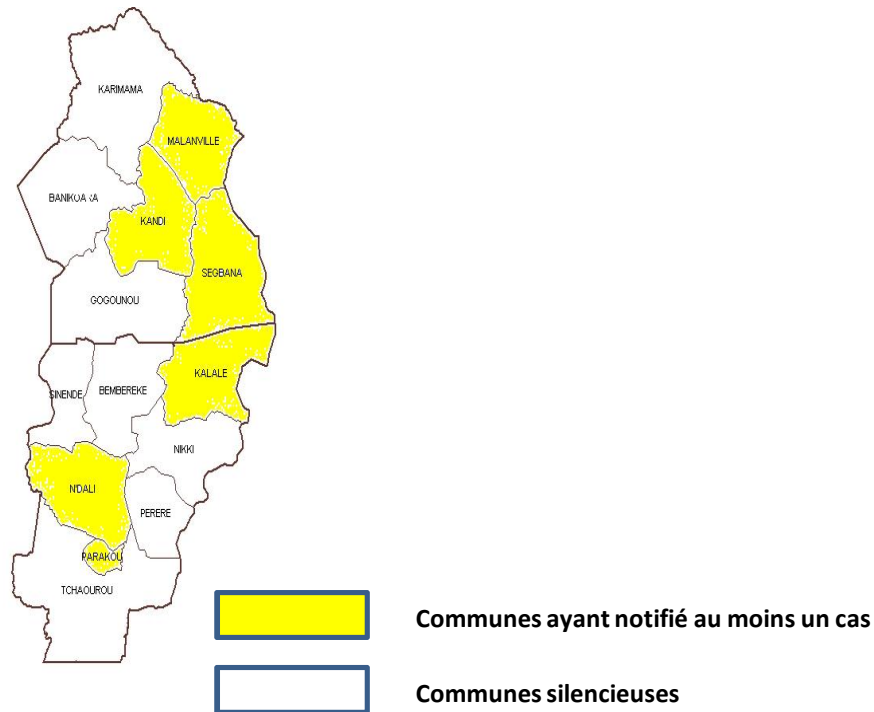 KARIMAMA
MALANVILLE
BANIKOARA
KANDI
SEGBANA
GOGOUNOU
KALALE
SINENDE
BEMBEREKE
NIKKI
N'DALI
PERERE
PARAKOU
TCHAOUROU
Communes ayant notifié au moins un cas
Communes silencieuses